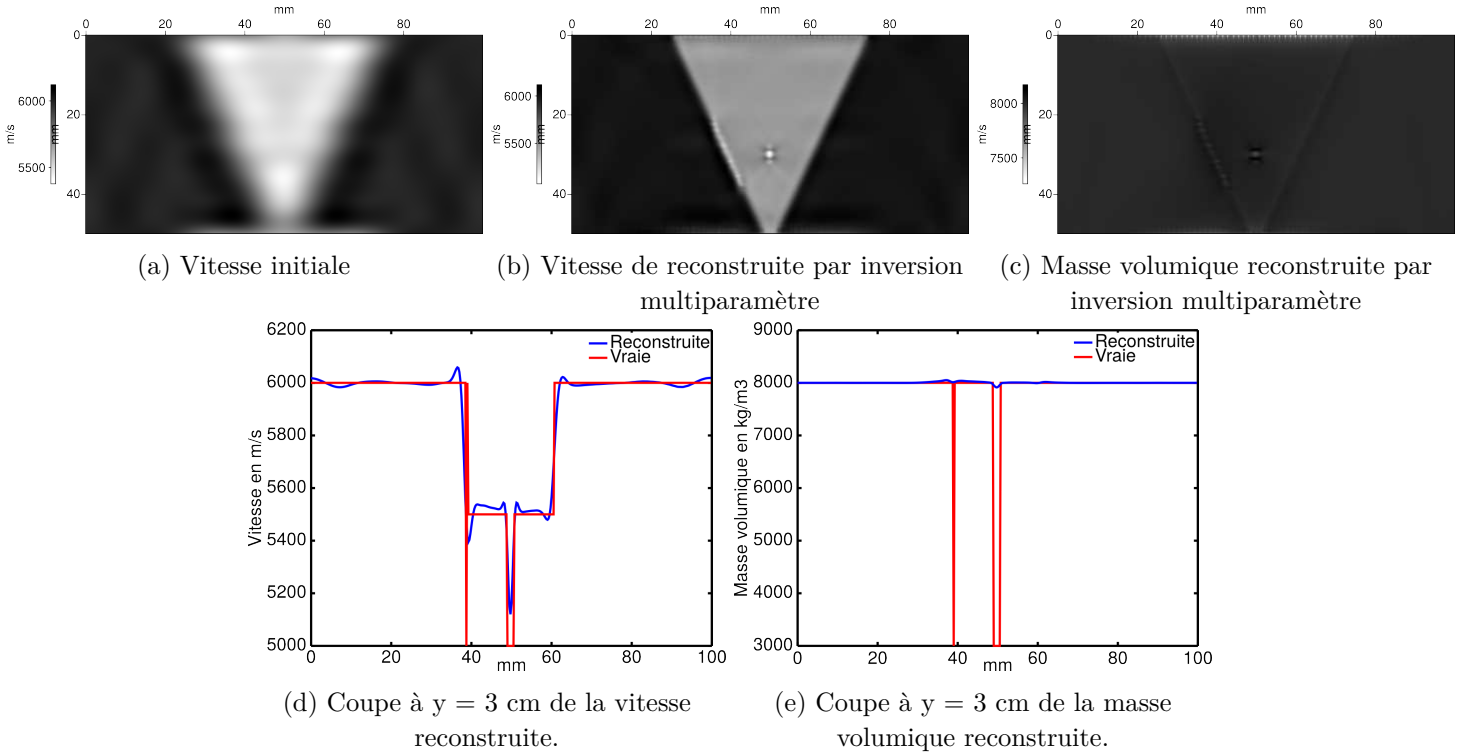 mm
0 20 40 60 80
0
20
40
mm
m/s
6000
5500
(a) Vitesse initiale
mm
0 20 40 60 80
0
20
40
mm
m/s
6000
5500
(b) Vitesse de reconstruite par inversion
multiparamètre
mm
0 20 40 60 80
0
20
40
mm
m/s
8000
7500
(c) Masse volumique reconstruite par
inversion multiparamètre
6200
6000
5800
5600
5400
5200
5000
Vitesse en m/s
Reconstruite
Vraie
0 20 40 60 80 100
mm
(d) Coupe à y = 3 cm de la vitesse
reconstruite.
9000
8000
7000
6000
5000
4000
3000
Masse volumique en kg/m3
Reconstruite
Vraie
0 20 40 60 80 100
mm
(e) Coupe à y = 3 cm de la masse
volumique reconstruite.